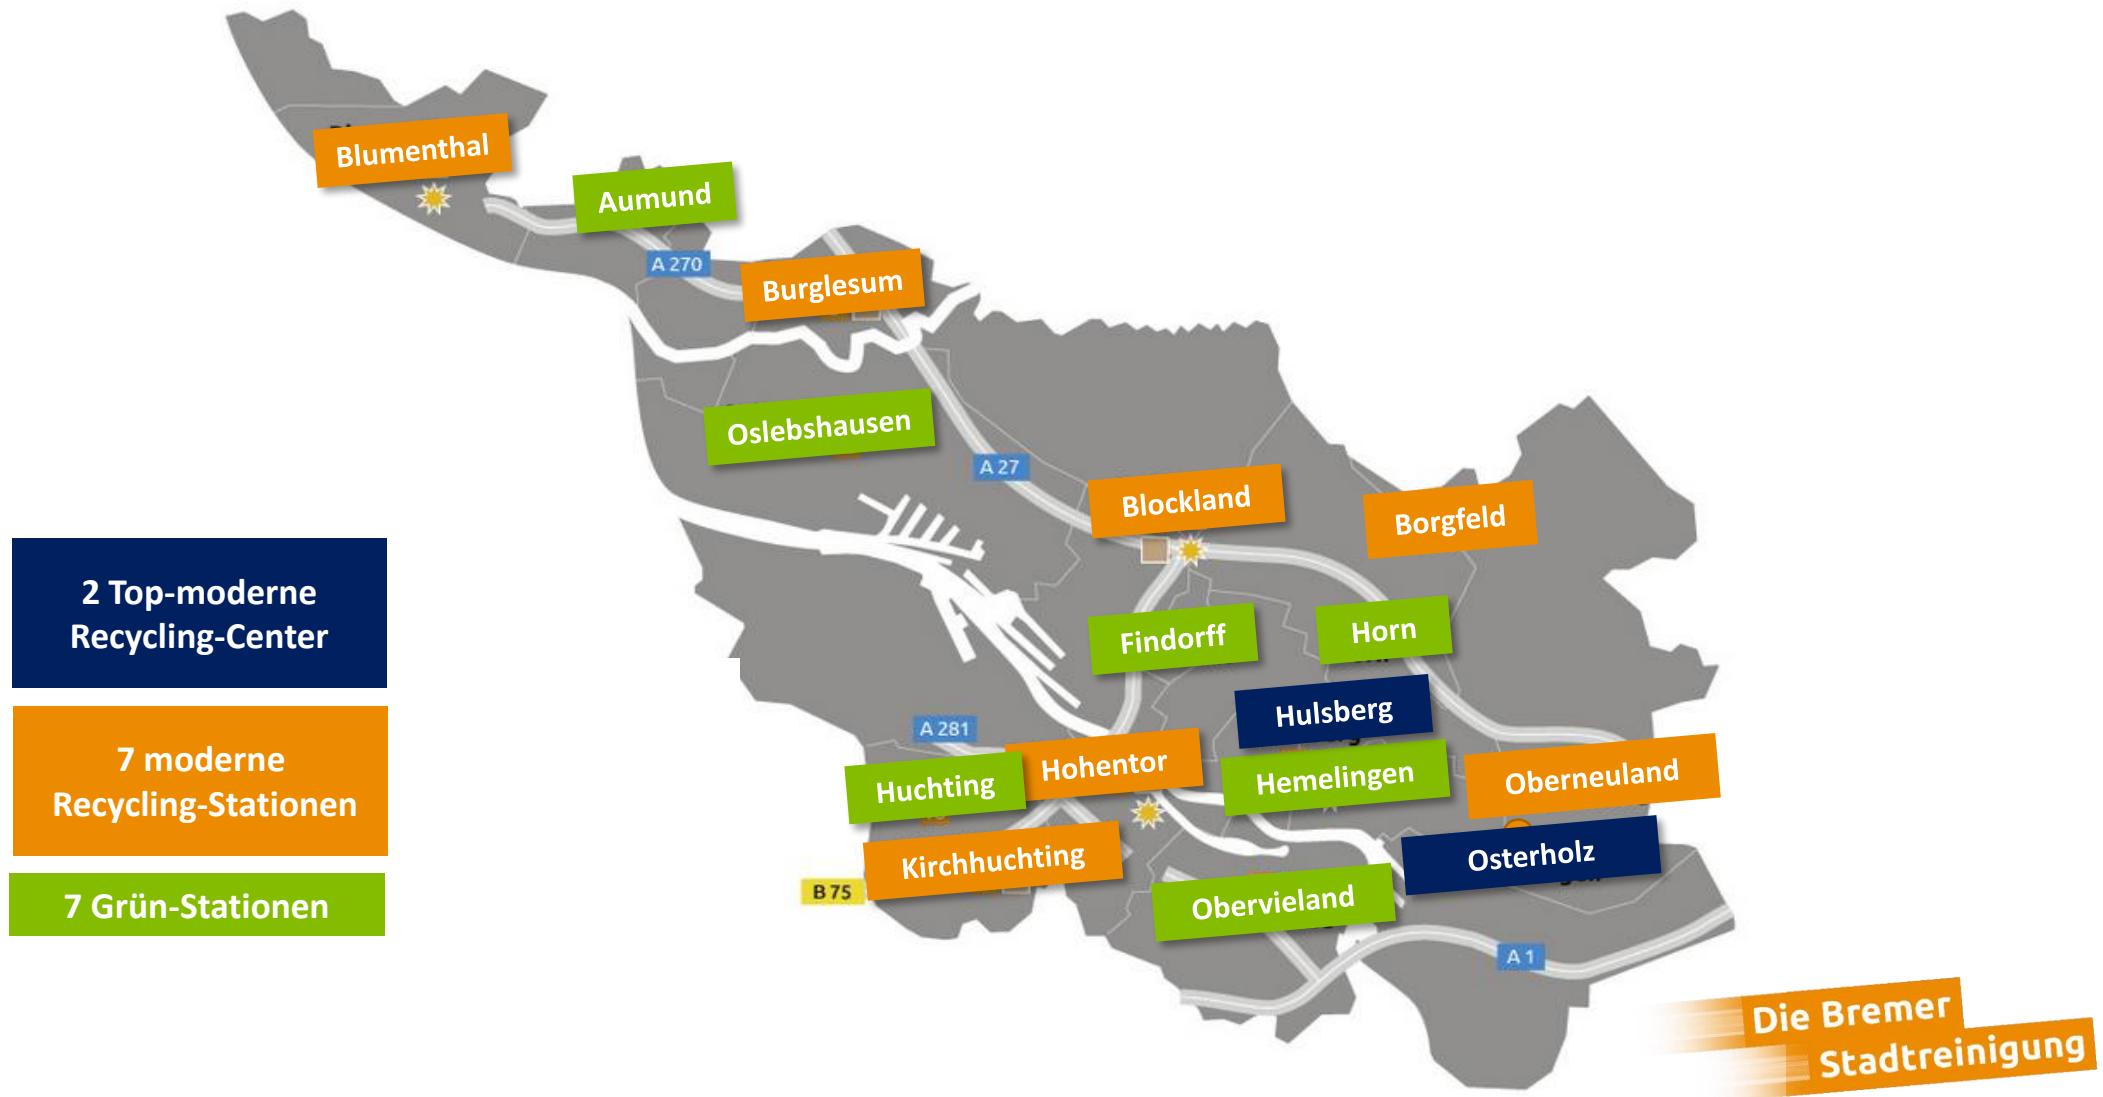 Blumenthal
Aumund
A 270
Burglesum
Oslebshausen
A 27
Blockland
Borgfeld
2 Top-moderne
Recycling-Center
Findorff
Horn
Hulsberg
A 281
7 moderne
Recycling-Stationen
Huchting
Hohentor
Hemelingen
Oberneuland
Kirchhuchting
Osterholz
B 75
Obervieland
7 Grün-Stationen
A 1
Die Bremer
Stadtreinigung